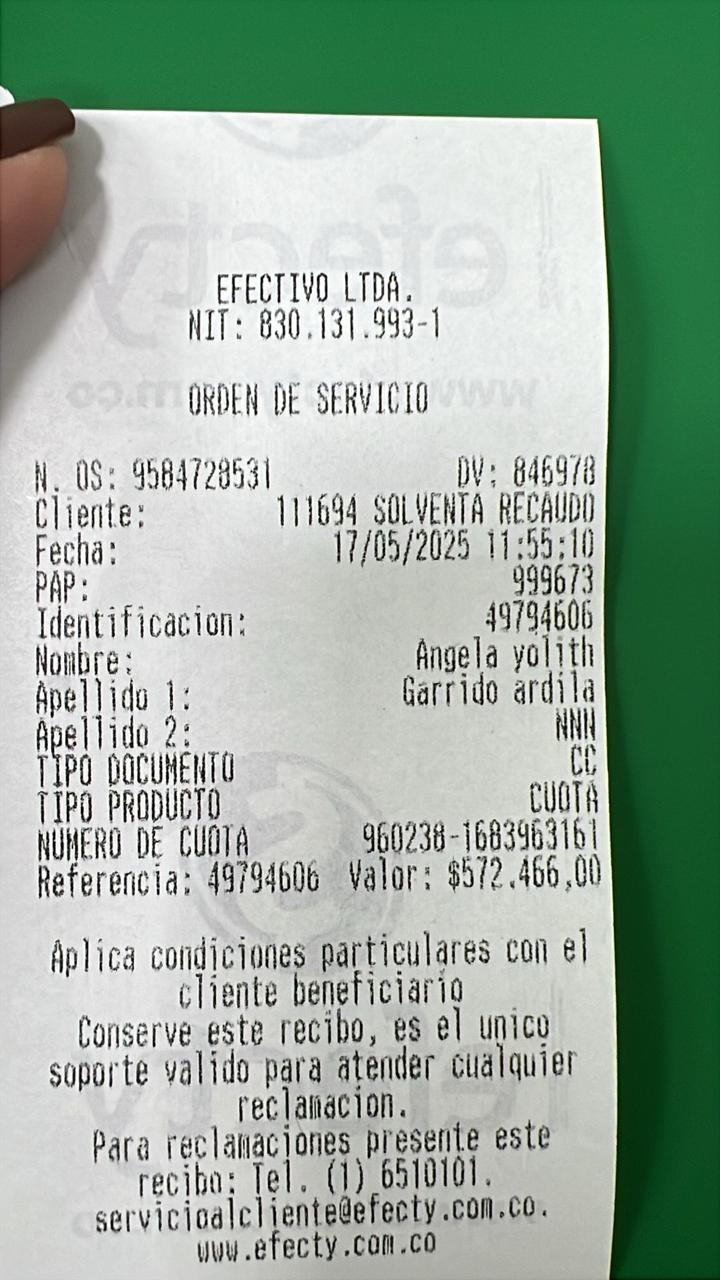 EFECTIVO LTDA.
NIT: 830.131.993-1
ORDEN DE SERVICIO
N. OS: 9584728531 DV: 846978
Cliente: 111694 SOLVENTA RECAUDO
Fecha: 17/05/2025 11:55:10
PAP: 999673
Identificacion: 49794606
Nombre: Angela yolith
Apellido 1: Garrido ardila
Apellido 2: NNN
TIPO DOCUMENTO CC
TIPO PRODUCTO CUOTA
NUMERO DE CUOTA 960238-1683963161
Referencia: 49794606 Valor: $572.466,00
Aplica condiciones particulares con el
cliente beneficiario
Conserve este recibo, es el unico
soporte valido para atender cualquier
reclamacion.
Para reclamaciones presente este
recibo: Tel. (1) 6510101.
servicioalcliente@efecty.com.co.
www.efecty.com.co